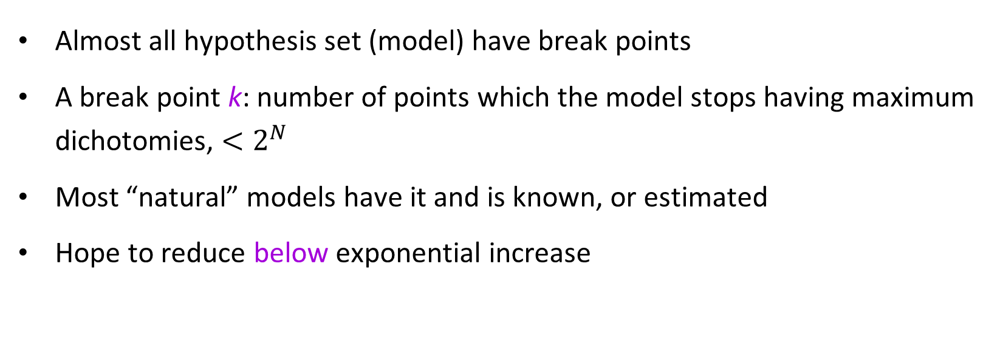 • Almost all hypothesis set (model) have break points
• A break point k: number of points which the model stops having maximum
dichotomies, < 2^N
• Most “natural” models have it and is known, or estimated
• Hope to reduce below exponential increase